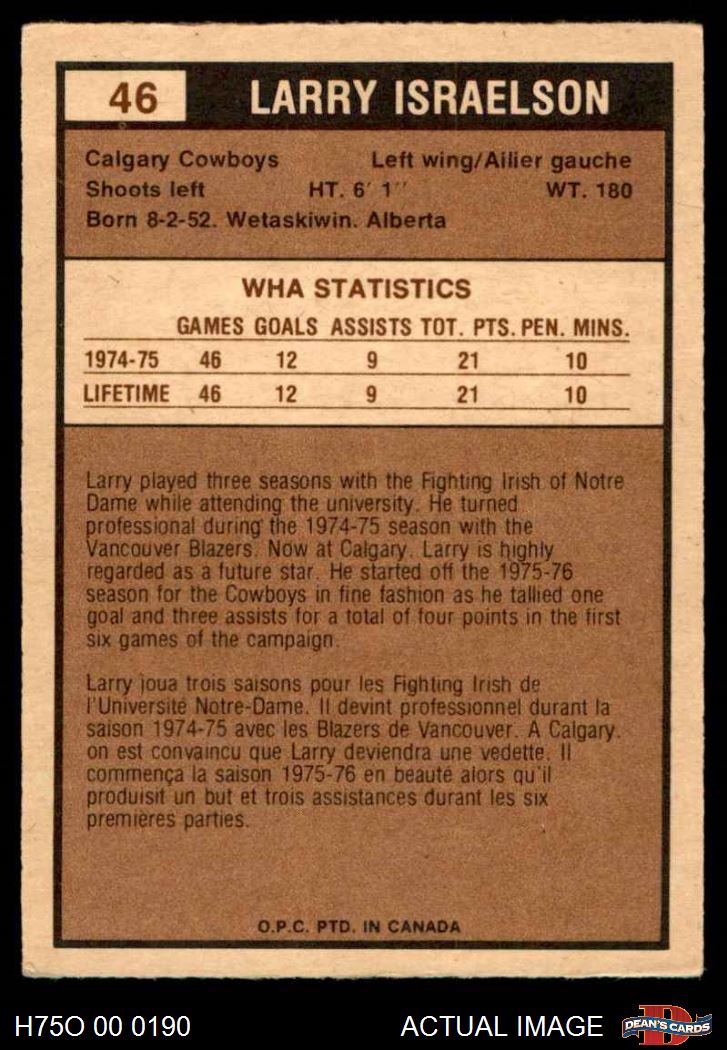 46 LARRY ISRAELSON
Calgary Cowboys Left wing/Ailier gauche
Shoots left HT. 6' 1" WT. 180
Born 8-2-52. Wetaskiwin. Alberta
WHA STATISTICS
GAMES GOALS ASSISTS TOT. PTS. PEN. MINS.
1974-75 46 12 9 21 10
LIFETIME 46 12 9 21 10
Larry played three seasons with the Fighting Irish of Notre
Dame while attending the university. He turned
professional during the 1974-75 season with the
Vancouver Blazers. Now at Calgary. Larry is highly
regarded as a future star. He started off the 1975-76
season for the Cowboys in fine fashion as he tallied one
goal and three assists for a total of four points in the first
six games of the campaign.
Larry joua trois saisons pour les Fighting Irish de
l'Université Notre-Dame. Il devint professionnel durant la
saison 1974-75 avec les Blazers de Vancouver. A Calgary.
on est convaincu que Larry deviendra une vedette. Il
commença la saison 1975-76 en beauté alors qu'il
produisit un but et trois assistances durant les six
premières parties.
O.P.C. PTD. IN CANADA
H75O 00 0190 ACTUAL IMAGE D DEAN'S CARDS